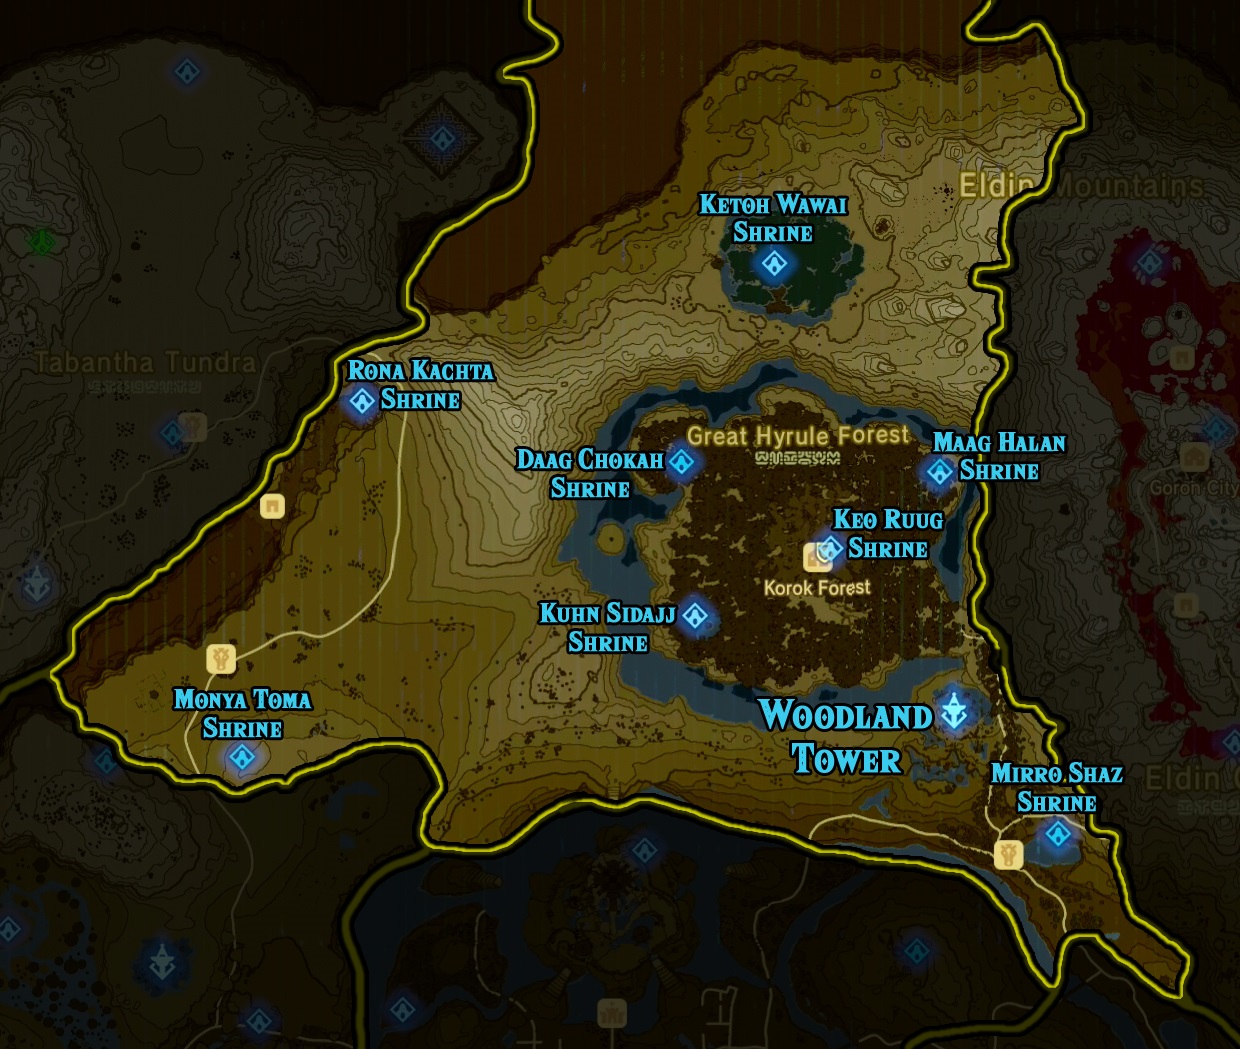 Eldin Mountains
Ketoh Wawai
Shrine
Tabantha Tundra
Rona Kachta
Shrine
Great Hyrule Forest
Daag Chokah
Shrine
Maag Halan
Shrine
Goron City
Keo Ruug
Shrine
Korok Forest
Kuhn Sidajj
Shrine
Monya Toma
Shrine
Woodland
Tower
Mirro Shaz
Shrine
Eldin